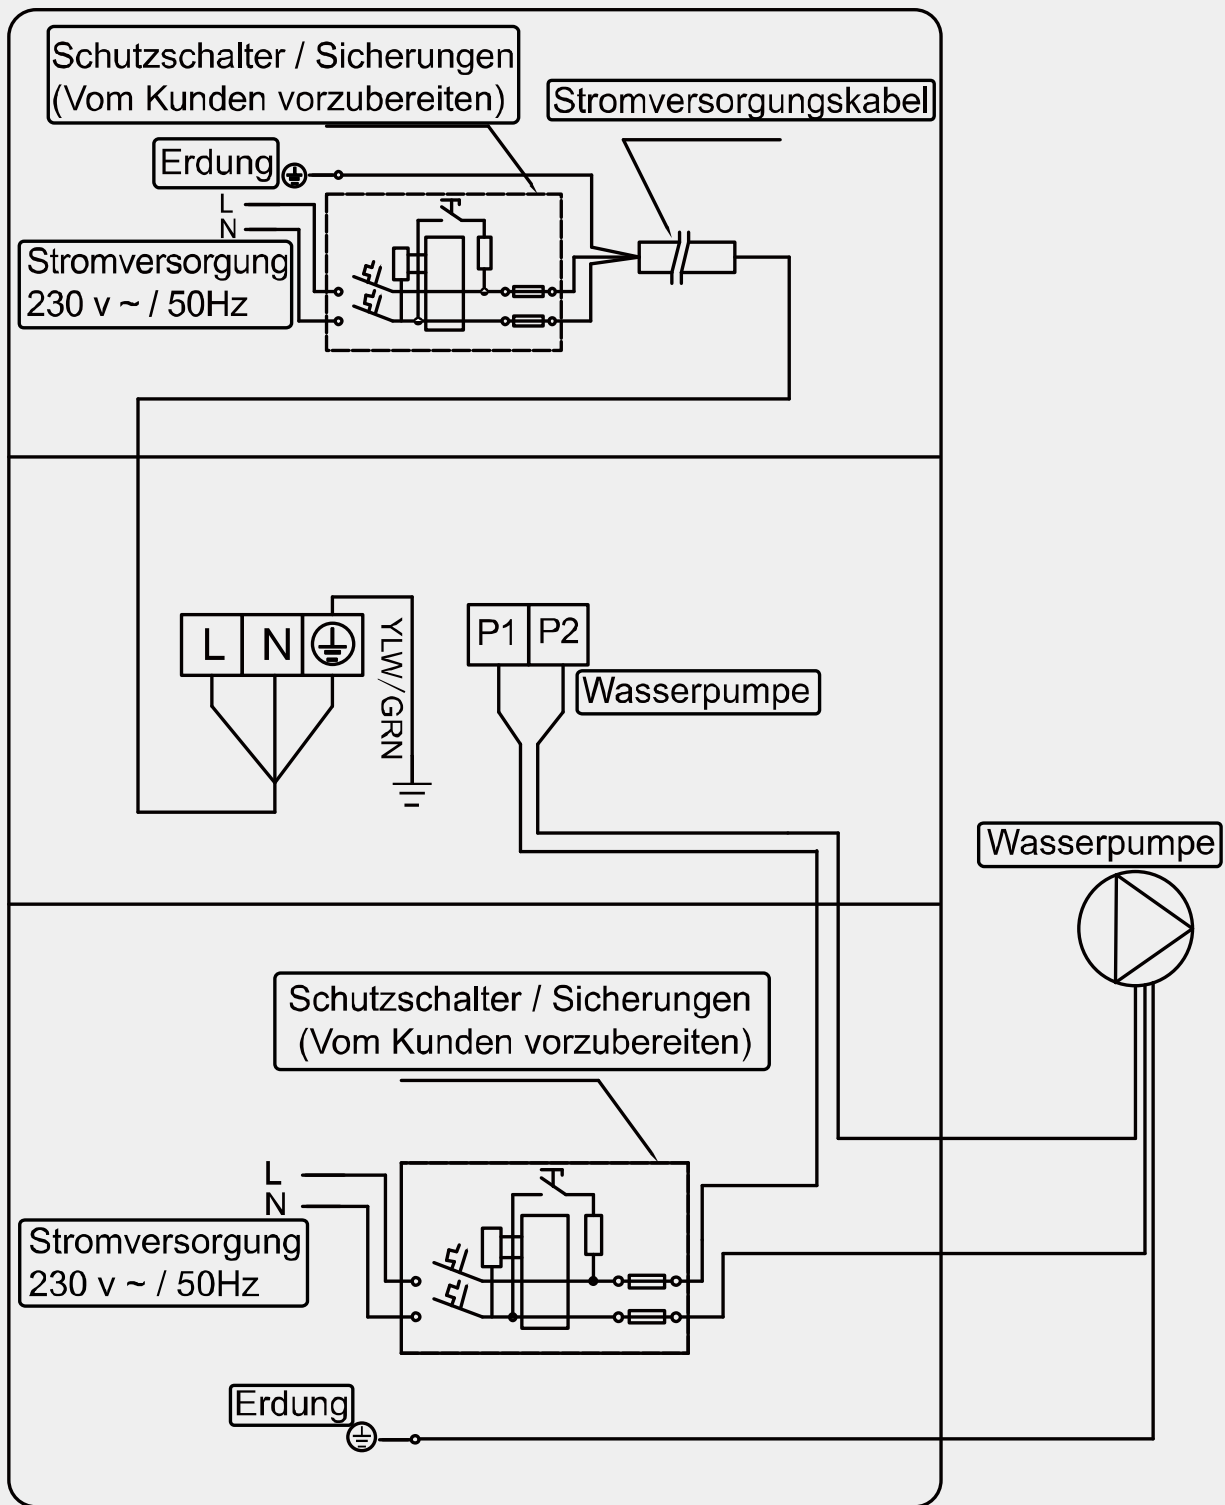 Schutzschalter / Sicherungen
(Vom Kunden vorzubereiten)
Stromversorgungskabel
Erdung
L
N
Stromversorgung
230 v ~ / 50Hz
L N
YLW/GRN
P1 P2
Wasserpumpe
Wasserpumpe
Schutzschalter / Sicherungen
(Vom Kunden vorzubereiten)
L
N
Stromversorgung
230 v ~ / 50Hz
Erdung